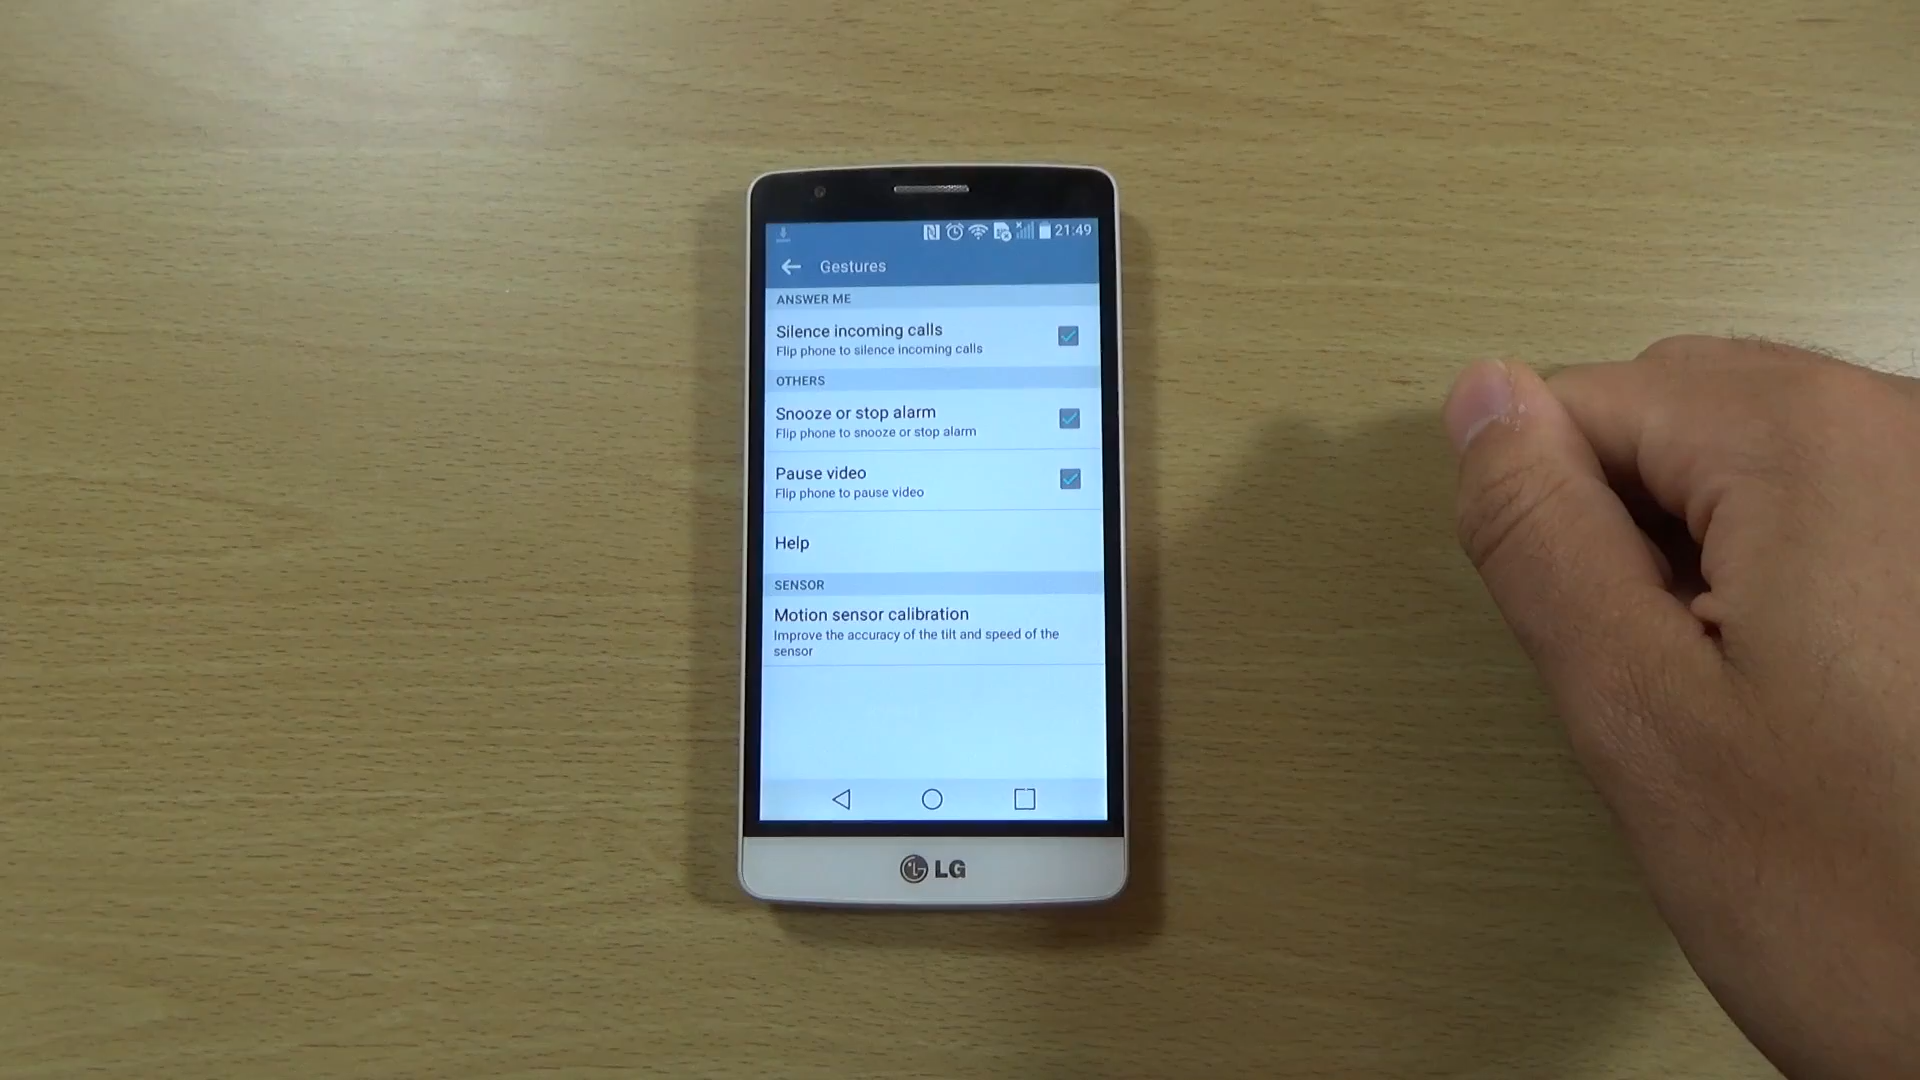 21:49
Gestures
ANSWER ME
Silence incoming calls
Flip phone to silence incoming calls
OTHERS
Snooze or stop alarm
Flip phone to snooze or stop alarm
Pause video
Flip phone to pause video
Help
SENSOR
Motion sensor calibration
Improve the accuracy of the tilt and speed of the
sensor
LG